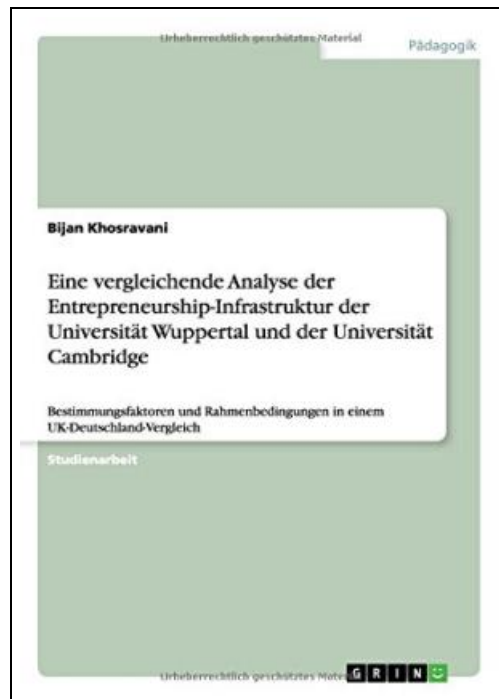 Urheberrechtlich geschütztes Material
Pädagogik
Bijan Khosravani
Eine vergleichende Analyse der
Entrepreneurship-Infrastruktur der
Universität Wuppertal und der Universität
Cambridge
Bestimmungsfaktoren und Rahmenbedingungen in einem
UK-Deutschland-Vergleich
Studienarbeit
Urheberrechtlich geschütztes Mate
GRIN